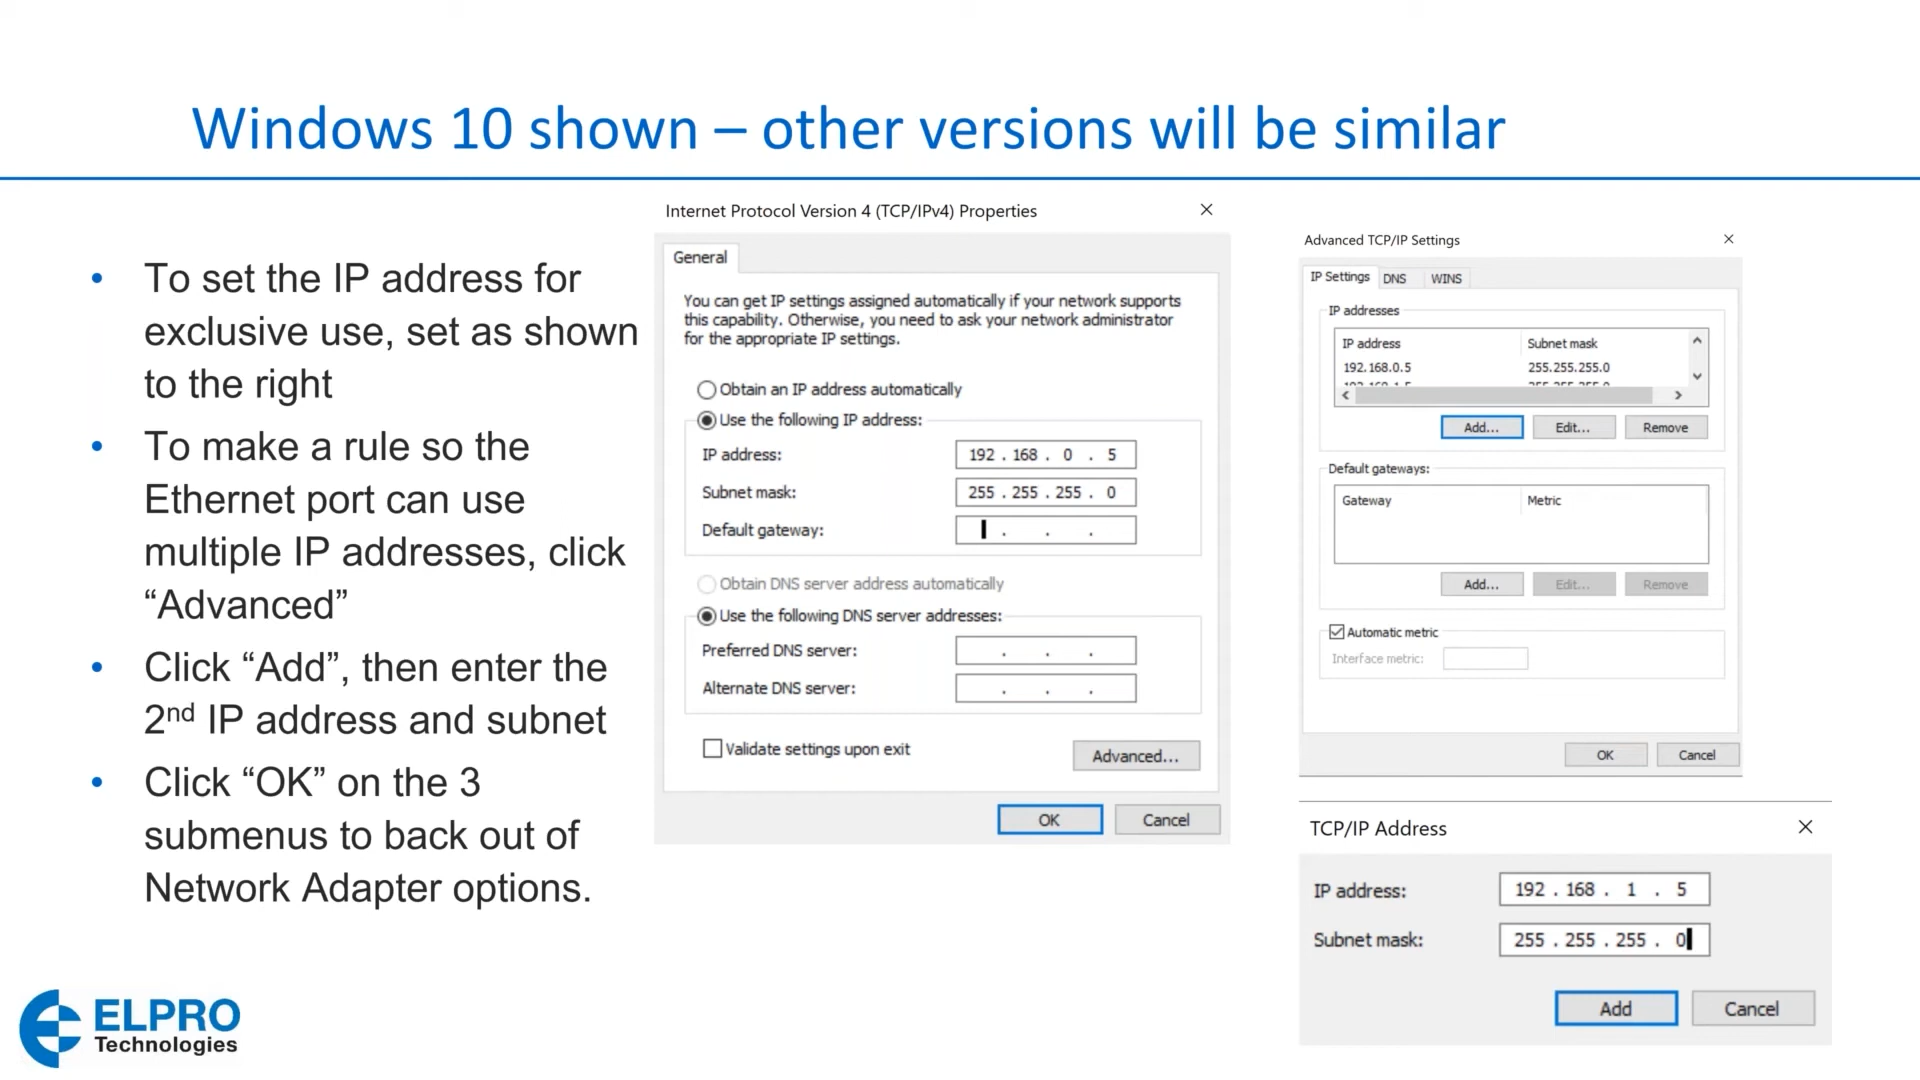 Windows 10 shown – other versions will be similar
• To set the IP address for
exclusive use, set as shown
to the right
• To make a rule so the
Ethernet port can use
multiple IP addresses, click
“Advanced”
• Click “Add”, then enter the
2nd IP address and subnet
• Click “OK” on the 3
submenus to back out of
Network Adapter options.
ELPRO
Technologies
Internet Protocol Version 4 (TCP/IPv4) Properties
General
You can get IP settings assigned automatically if your network supports
this capability. Otherwise, you need to ask your network administrator
for the appropriate IP settings.
Obtain an IP address automatically
Use the following IP address:
IP address: 192 . 168 . 0 . 5
Subnet mask: 255 . 255 . 255 . 0
Default gateway: . . .
Obtain DNS server address automatically
Use the following DNS server addresses:
Preferred DNS server: . . .
Alternate DNS server: . . .
Validate settings upon exit
Advanced...
OK Cancel
Advanced TCP/IP Settings
IP Settings DNS WINS
IP addresses
IP address Subnet mask
192.168.0.5 255.255.255.0
Add... Edit... Remove
Default gateways:
Gateway Metric
Add... Edit... Remove
Automatic metric
Interface metric:
OK Cancel
TCP/IP Address
IP address: 192 . 168 . 1 . 5
Subnet mask: 255 . 255 . 255 . 0
Add Cancel